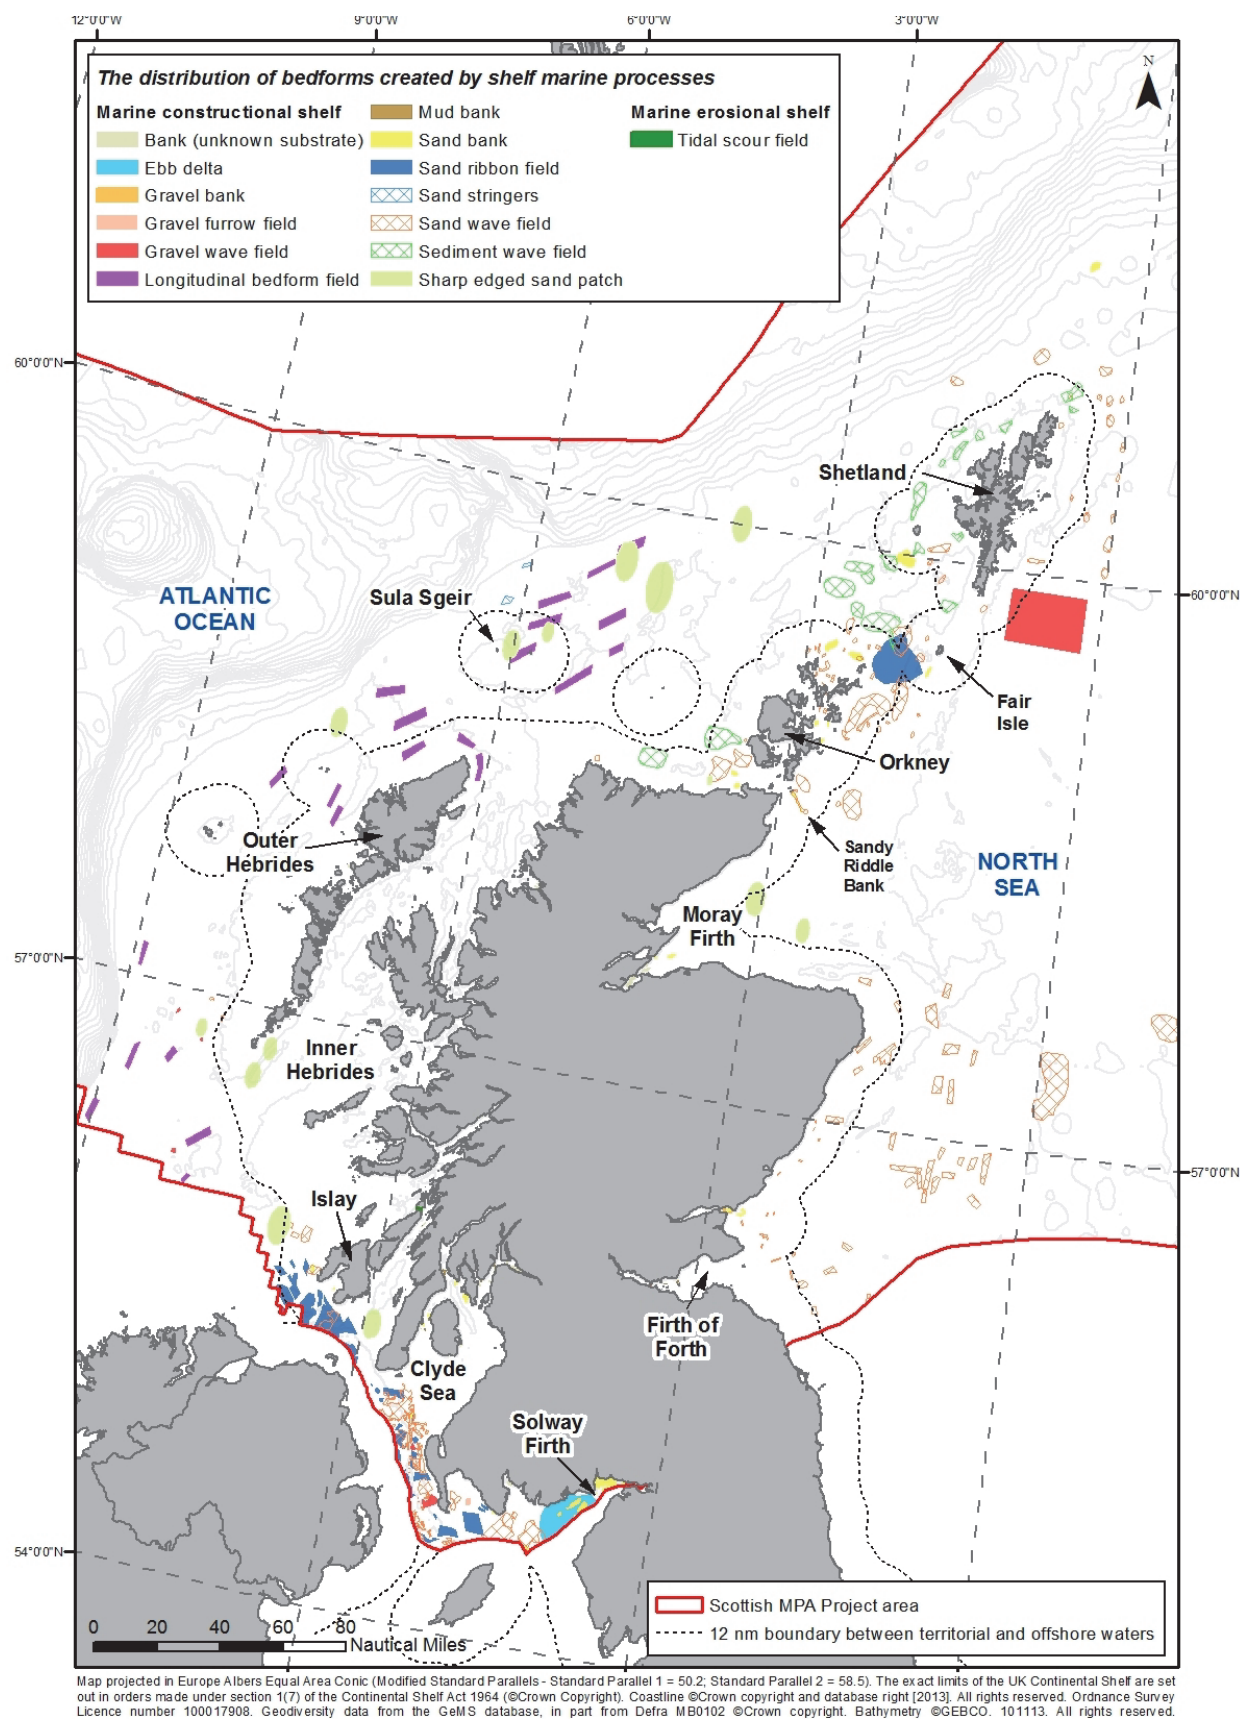 12°0'0"W 9°0'0"W 6°0'0"W 3°0'0"W
The distribution of bedforms created by shelf marine processes
Marine constructional shelf
Bank (unknown substrate)
Ebb delta
Gravel bank
Gravel furrow field
Gravel wave field
Longitudinal bedform field
Mud bank
Sand bank
Sand ribbon field
Sand stringers
Sand wave field
Sediment wave field
Sharp edged sand patch
Marine erosional shelf
Tidal scour field
N
60°0'0"N
Shetland
ATLANTIC
OCEAN
Sula Sgeir
60°0'0"N
Fair
Isle
Orkney
Outer
Hebrides
Sandy
Riddle
Bank
NORTH
SEA
Moray
Firth
57°0'0"N
Inner
Hebrides
57°0'0"N
Islay
Firth of
Forth
Clyde
Sea
Solway
Firth
54°0'0"N
Scottish MPA Project area
12 nm boundary between territorial and offshore waters
0 20 40 60 80
Nautical Miles
Map projected in Europe Albers Equal Area Conic (Modified Standard Parallels - Standard Parallel 1 = 50.2; Standard Parallel 2 = 58.5). The exact limits of the UK Continental Shelf are set
out in orders made under section 1(7) of the Continental Shelf Act 1964 (©Crown Copyright). Coastline ©Crown copyright and database right [2013]. All rights reserved. Ordnance Survey
Licence number 100017908. Geodiversity data from the GeMS database, in part from Defra MB0102 ©Crown copyright. Bathymetry ©GEBCO. 101113. All rights reserved.